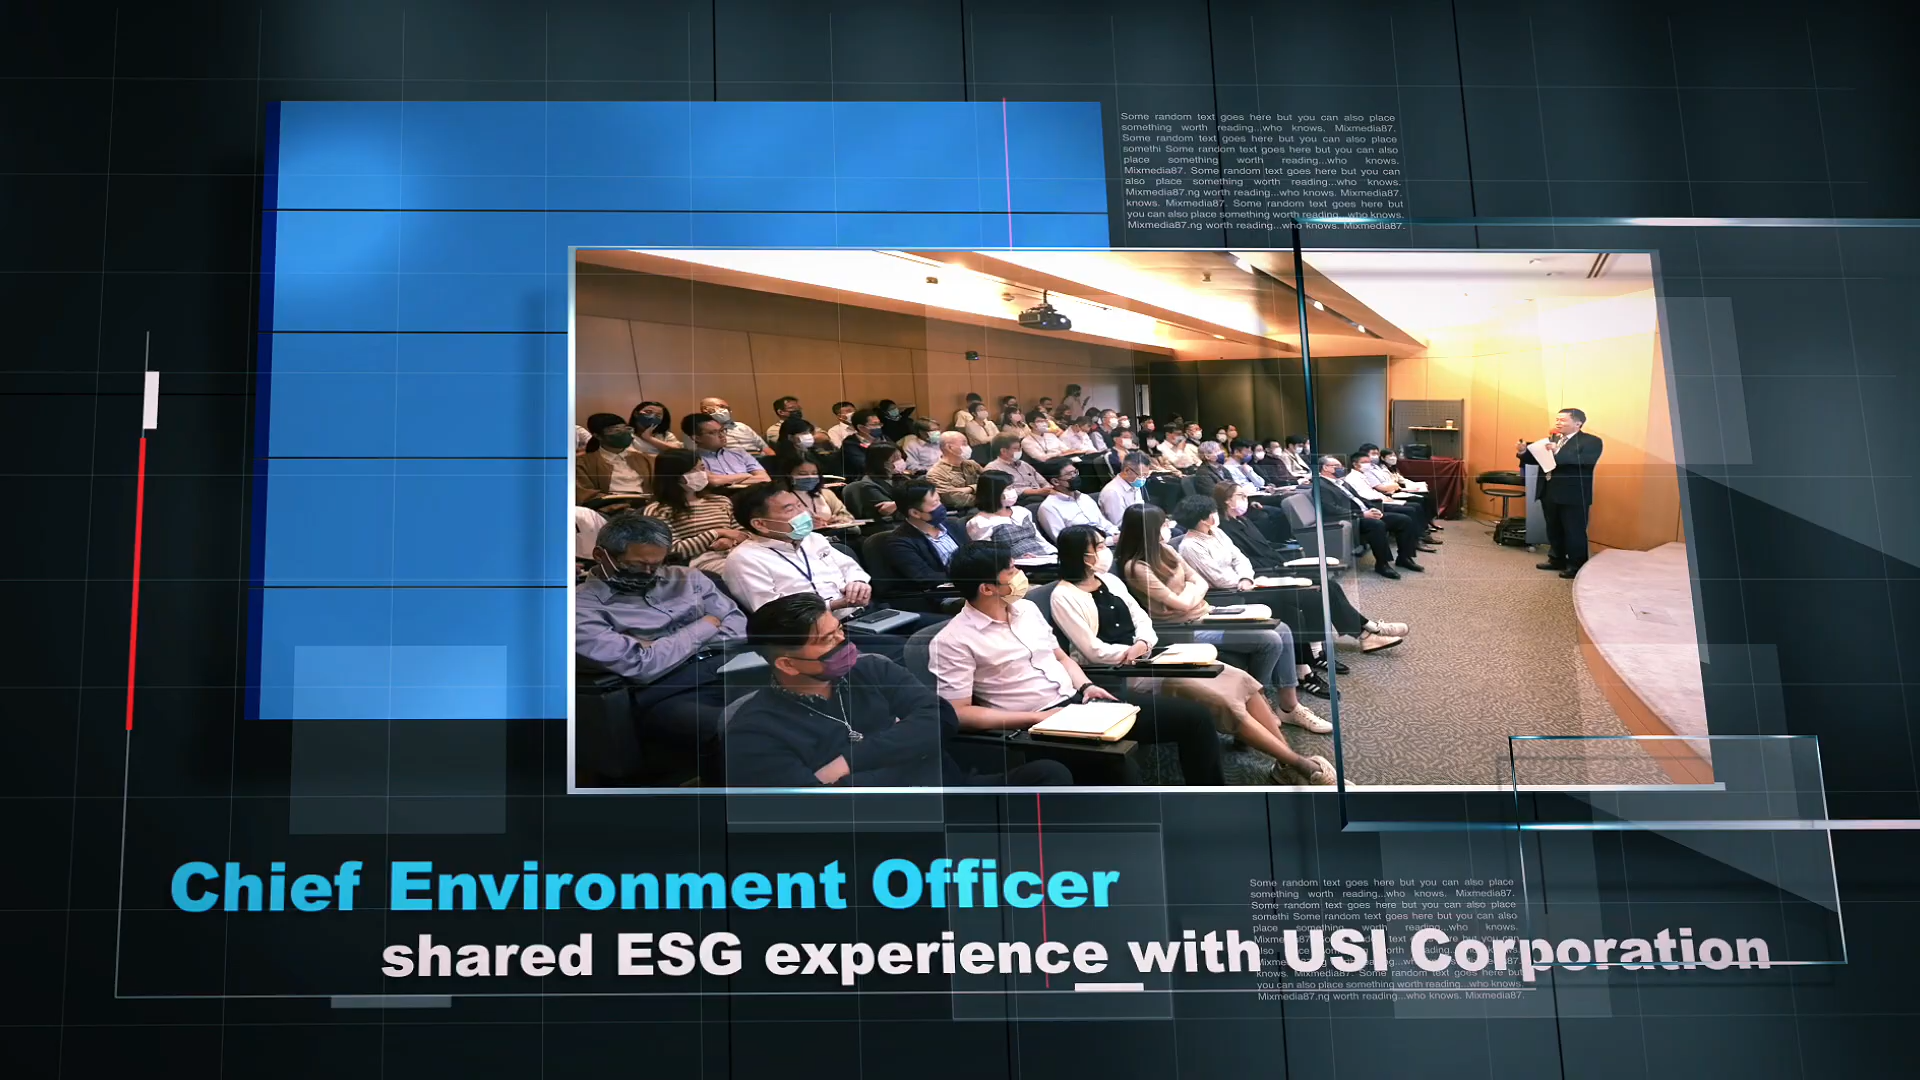 Some random text goes here but you can also place
something worth reading...who knows. Mixmedia87.
Some random text goes here but you can also place
somethi Some random text goes here but you can also
place something worth reading...who knows.
Mixmedia87. Some random text goes here but you can
also place something worth reading...who knows.
Mixmedia87.ng worth reading...who knows. Mixmedia87.
knows. Mixmedia87. Some random text goes here but
you can also place something worth reading...who knows.
Mixmedia87.ng worth reading...who knows. Mixmedia87.
Chief Environment Officer
shared ESG experience with USI Corporation
Some random text goes here but you can also place
something worth reading...who knows. Mixmedia87.
Some random text goes here but you can also place
somethi Some random text goes here but you can also
place something worth reading...who knows.
knows. Mixmedia87. Some random text goes here but
you can also place something worth reading...who knows.
Mixmedia87.ng worth reading...who knows. Mixmedia87.